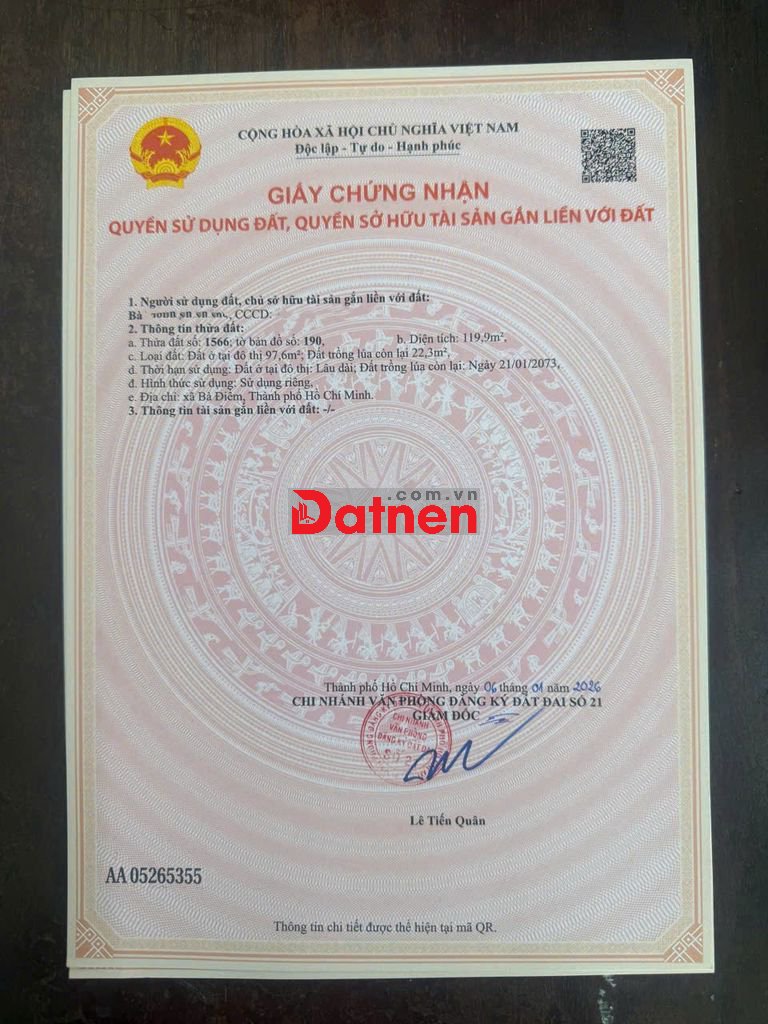 CỘNG HÒA XÃ HỘI CHỦ NGHĨA VIỆT NAM
Độc lập - Tự do - Hạnh phúc
GIẤY CHỨNG NHẬN
QUYỀN SỬ DỤNG ĐẤT, QUYỀN SỞ HỮU TÀI SẢN GẮN LIỀN VỚI ĐẤT
1. Người sử dụng đất, chủ sở hữu tài sản gắn liền với đất:
Bà , CCCD:
2. Thông tin thửa đất:
a. Thửa đất số: 1566; tờ bản đồ số: 190, b. Diện tích: 119,9m²,
c. Loại đất: Đất ở tại đô thị 97,6m²; Đất trồng lúa còn lại 22,3m²,
d. Thời hạn sử dụng: Đất ở tại đô thị: Lâu dài; Đất trồng lúa còn lại: Ngày 21/01/2073,
đ. Hình thức sử dụng: Sử dụng riêng,
e. Địa chỉ: xã Bà Điểm, Thành phố Hồ Chí Minh.
3. Thông tin tài sản gắn liền với đất: -/-
.com.vn
Datnen
Thành phố Hồ Chí Minh, ngày 06 tháng 01 năm 2026
CHI NHÁNH VĂN PHÒNG ĐĂNG KÝ ĐẤT ĐAI SỐ 21
GIÁM ĐỐC
CHI NHÁNH
VĂN PHÒNG
ĐĂNG KÝ ĐẤT ĐAI
Lê Tiến Quân
AA 05265355
Thông tin chi tiết được thể hiện tại mã QR.